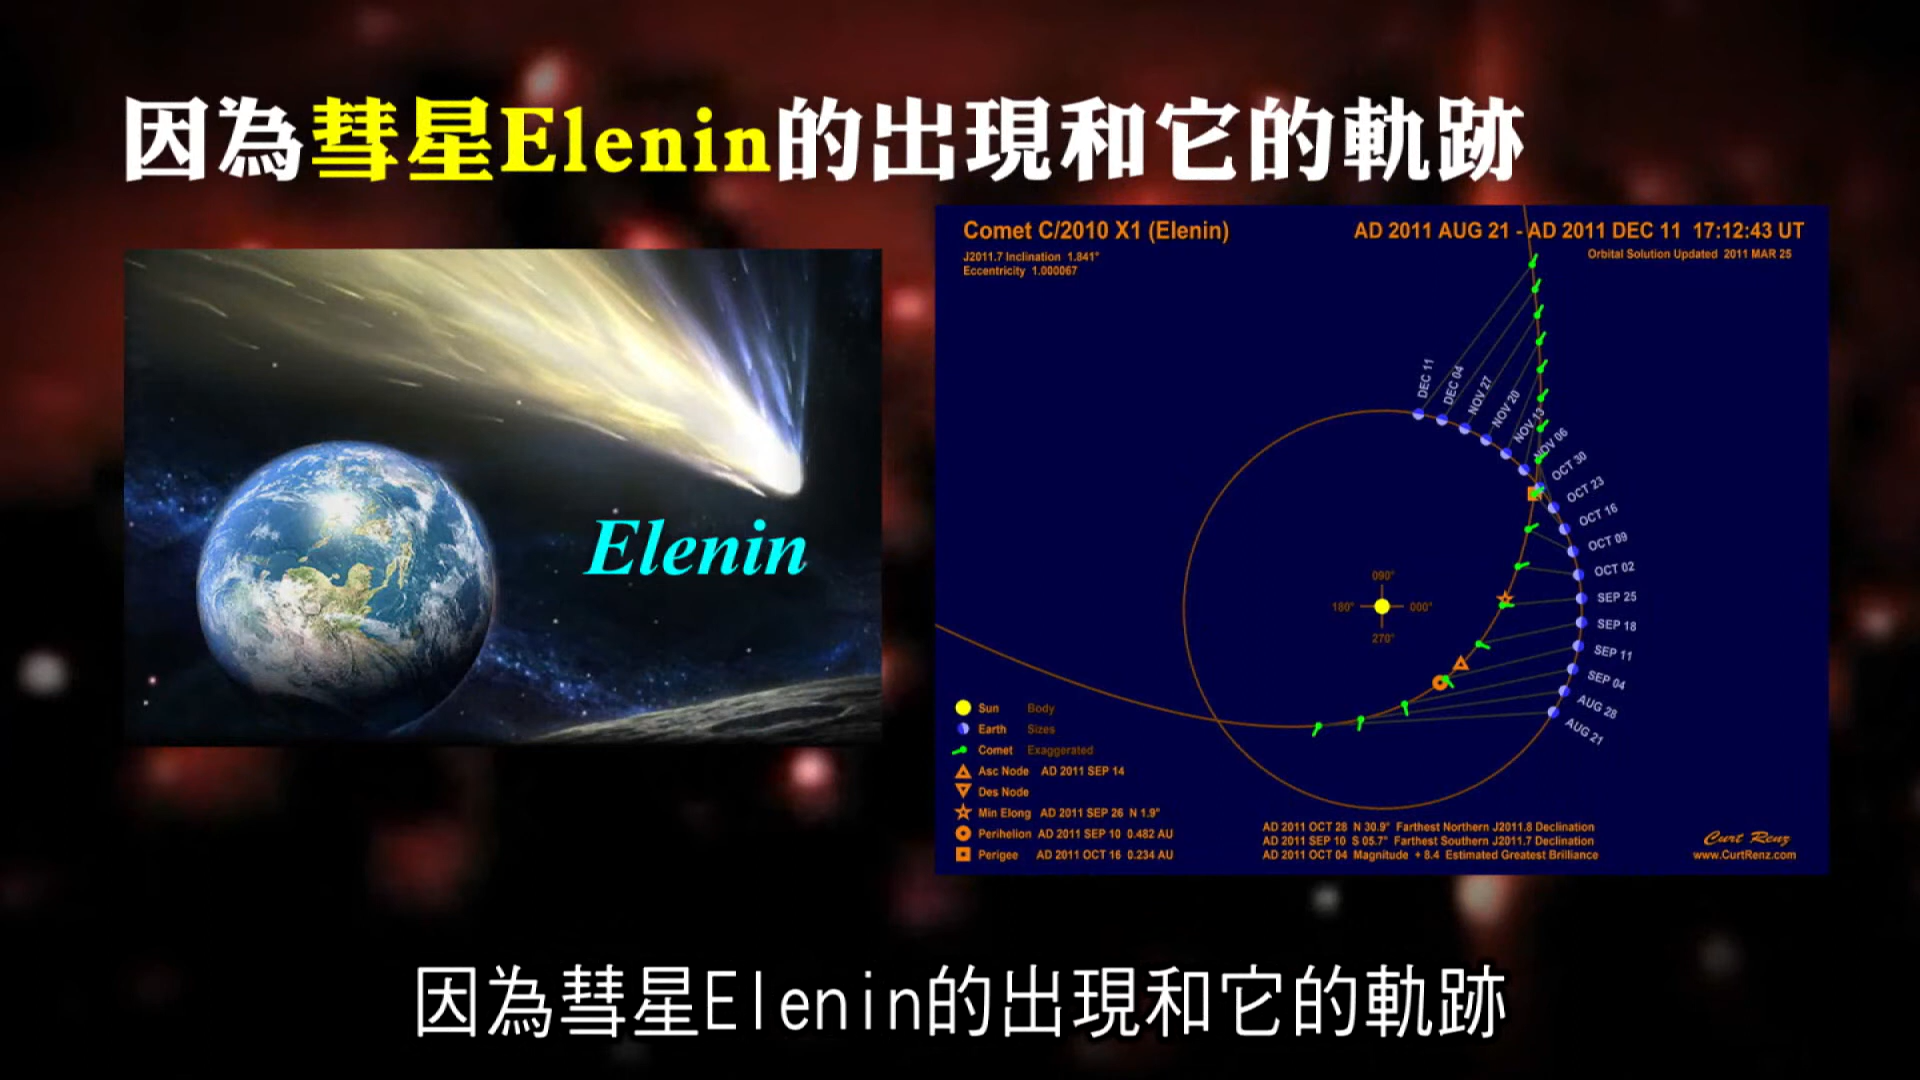 因為彗星Elenin的出現和它的軌跡
Elenin
Comet C/2010 X1 (Elenin)
AD 2011 AUG 21 - AD 2011 DEC 11 17:12:43 UT
J2011.7 Inclination 1.841°
Eccentricity 1.000067
Orbital Solution Updated 2011 MAR 25
DEC 11
DEC 04
NOV 27
NOV 20
NOV 13
NOV 06
OCT 30
OCT 23
OCT 16
OCT 09
OCT 02
SEP 25
SEP 18
SEP 11
SEP 04
AUG 28
AUG 21
090°
180°
000°
270°
Sun Body
Earth Sizes
Comet Exaggerated
Asc Node AD 2011 SEP 14
Des Node
Min Elong AD 2011 SEP 26 N 1.9°
Perihelion AD 2011 SEP 10 0.482 AU
Perigee AD 2011 OCT 16 0.234 AU
AD 2011 OCT 28 N 30.9° Farthest Northern J2011.8 Declination
AD 2011 SEP 10 S 05.7° Farthest Southern J2011.7 Declination
AD 2011 OCT 04 Magnitude + 8.4 Estimated Greatest Brilliance
Curt Renz
www.CurtRenz.com
因為彗星Elenin的出現和它的軌跡